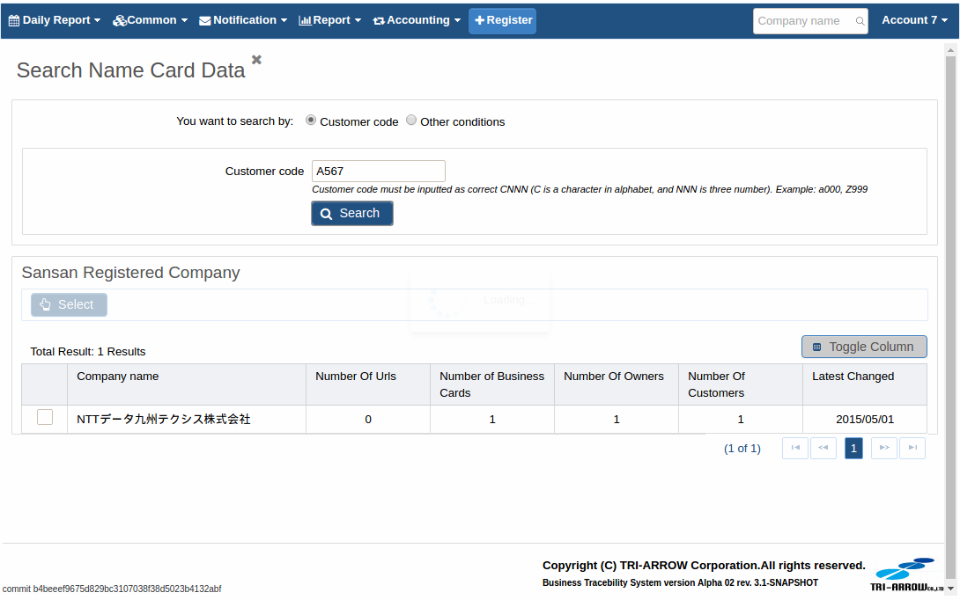 Daily Report Common Notification Report Accounting Register Company name Account 7
Search Name Card Data
You want to search by: Customer code Other conditions
Customer code A567
Customer code must be inputted as correct CNNN (C is a character in alphabet, and NNN is three number). Example: a000, Z999
Search
Sansan Registered Company
Loading...
Select
Toggle Column
Total Result: 1 Results
Company name Number Of Urls Number of Business Cards Number Of Owners Number Of Customers Latest Changed
NTTデータ九州テクシス株式会社 0 1 1 1 2015/05/01
(1 of 1) 1
Copyright (C) TRI-ARROW Corporation.All rights reserved.
Business Tracebility System version Alpha 02 rev. 3.1-SNAPSHOT
TRI-ARROW CO.,LTD
commit b4beeef9675d829bc3107038f38d5023b4132abf